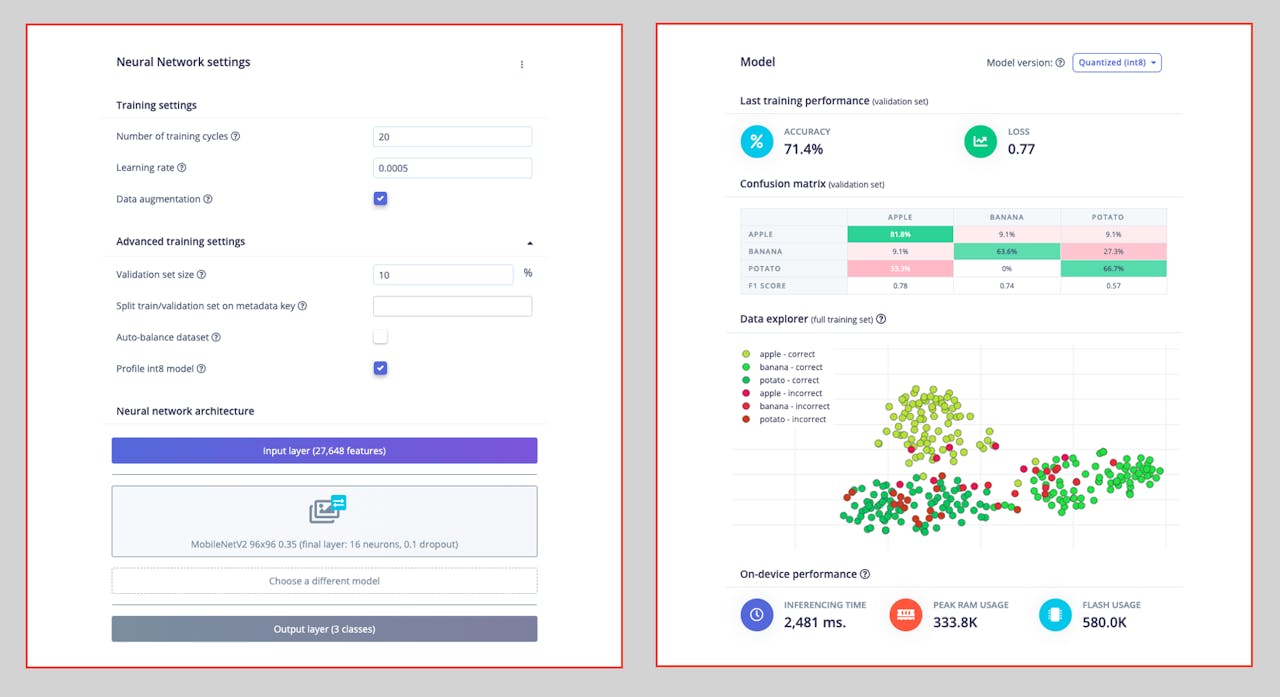 Neural Network settings
Training settings
Number of training cycles
20
Learning rate
0.0005
Data augmentation
Advanced training settings
Validation set size
10
%
Split train/validation set on metadata key
Auto-balance dataset
Profile int8 model
Neural network architecture
Input layer (27,648 features)
MobileNetV2 96x96 0.35 (final layer: 16 neurons, 0.1 dropout)
Choose a different model
Output layer (3 classes)
Model
Model version:
Quantized (int8)
Last training performance (validation set)
ACCURACY
71.4%
LOSS
0.77
Confusion matrix (validation set)
APPLE BANANA POTATO
APPLE 81.8% 9.1% 9.1%
BANANA 9.1% 63.6% 27.3%
POTATO 33.3% 0% 66.7%
F1 SCORE 0.78 0.74 0.57
Data explorer (full training set)
apple - correct
banana - correct
potato - correct
apple - incorrect
banana - incorrect
potato - incorrect
On-device performance
INFERENCING TIME
2,481 ms.
PEAK RAM USAGE
333.8K
FLASH USAGE
580.0K